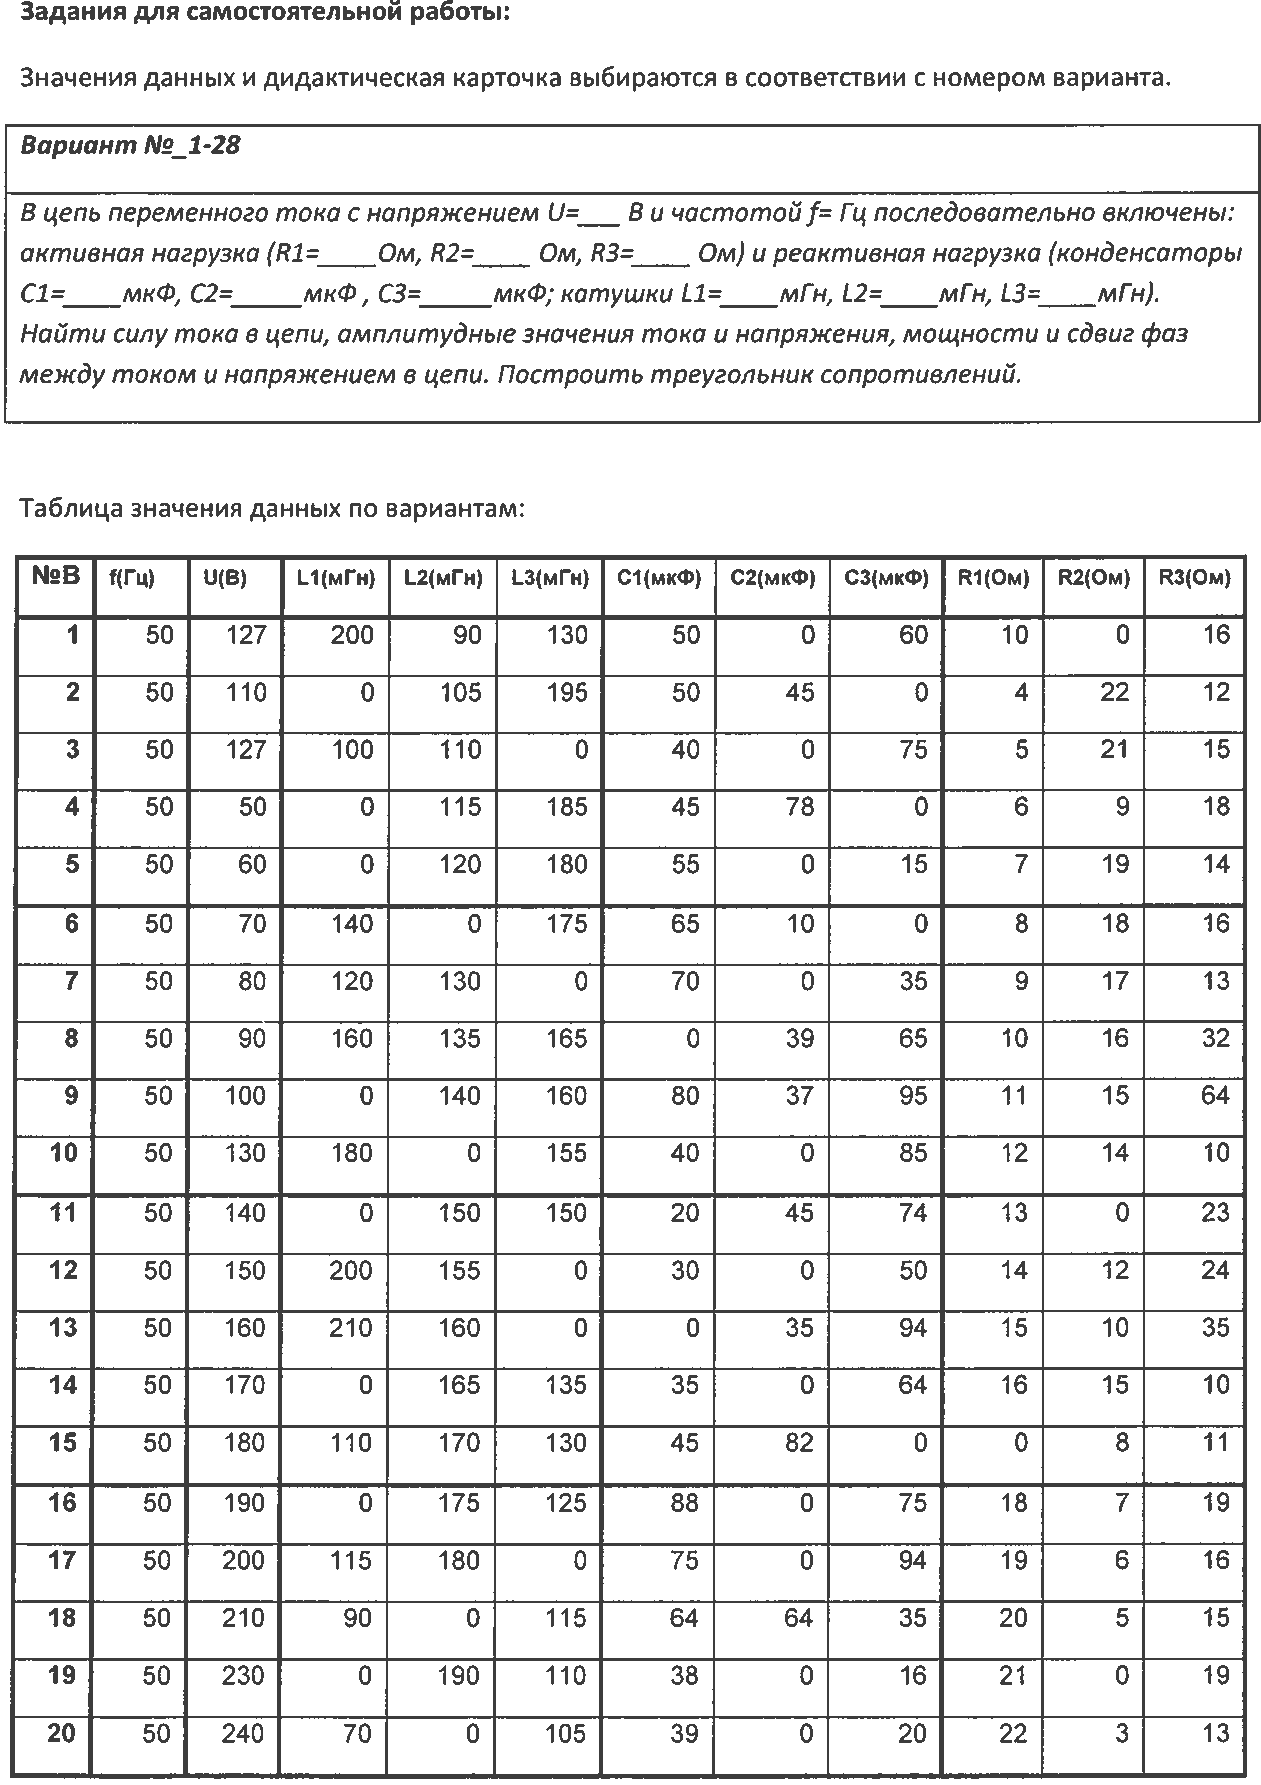 Задания для самостоятельной работы:
Значения данных и дидактическая карточка выбираются в соответствии с номером варианта.
Вариант №_1-28
В цепь переменного тока с напряжением U=___ В и частотой f= Гц последовательно включены:
активная нагрузка (R1=____Ом, R2=____ Ом, R3=____ Ом) и реактивная нагрузка (конденсаторы
C1=____мкФ, C2=_____мкФ , C3=_____мкФ; катушки L1=____мГн, L2=____мГн, L3=____мГн).
Найти силу тока в цепи, амплитудные значения тока и напряжения, мощности и сдвиг фаз
между током и напряжением в цепи. Построить треугольник сопротивлений.
Таблица значения данных по вариантам:
№В f(Гц) U(В) L1(мГн) L2(мГн) L3(мГн) C1(мкФ) C2(мкФ) C3(мкФ) R1(Ом) R2(Ом) R3(Ом)
1 50 127 200 90 130 50 0 60 10 0 16
2 50 110 0 105 195 50 45 0 4 22 12
3 50 127 100 110 0 40 0 75 5 21 15
4 50 50 0 115 185 45 78 0 6 9 18
5 50 60 0 120 180 55 0 15 7 19 14
6 50 70 140 0 175 65 10 0 8 18 16
7 50 80 120 130 0 70 0 35 9 17 13
8 50 90 160 135 165 0 39 65 10 16 32
9 50 100 0 140 160 80 37 95 11 15 64
10 50 130 180 0 155 40 0 85 12 14 10
11 50 140 0 150 150 20 45 74 13 0 23
12 50 150 200 155 0 30 0 50 14 12 24
13 50 160 210 160 0 0 35 94 15 10 35
14 50 170 0 165 135 35 0 64 16 15 10
15 50 180 110 170 130 45 82 0 0 8 11
16 50 190 0 175 125 88 0 75 18 7 19
17 50 200 115 180 0 75 0 94 19 6 16
18 50 210 90 0 115 64 64 35 20 5 15
19 50 230 0 190 110 38 0 16 21 0 19
20 50 240 70 0 105 39 0 20 22 3 13